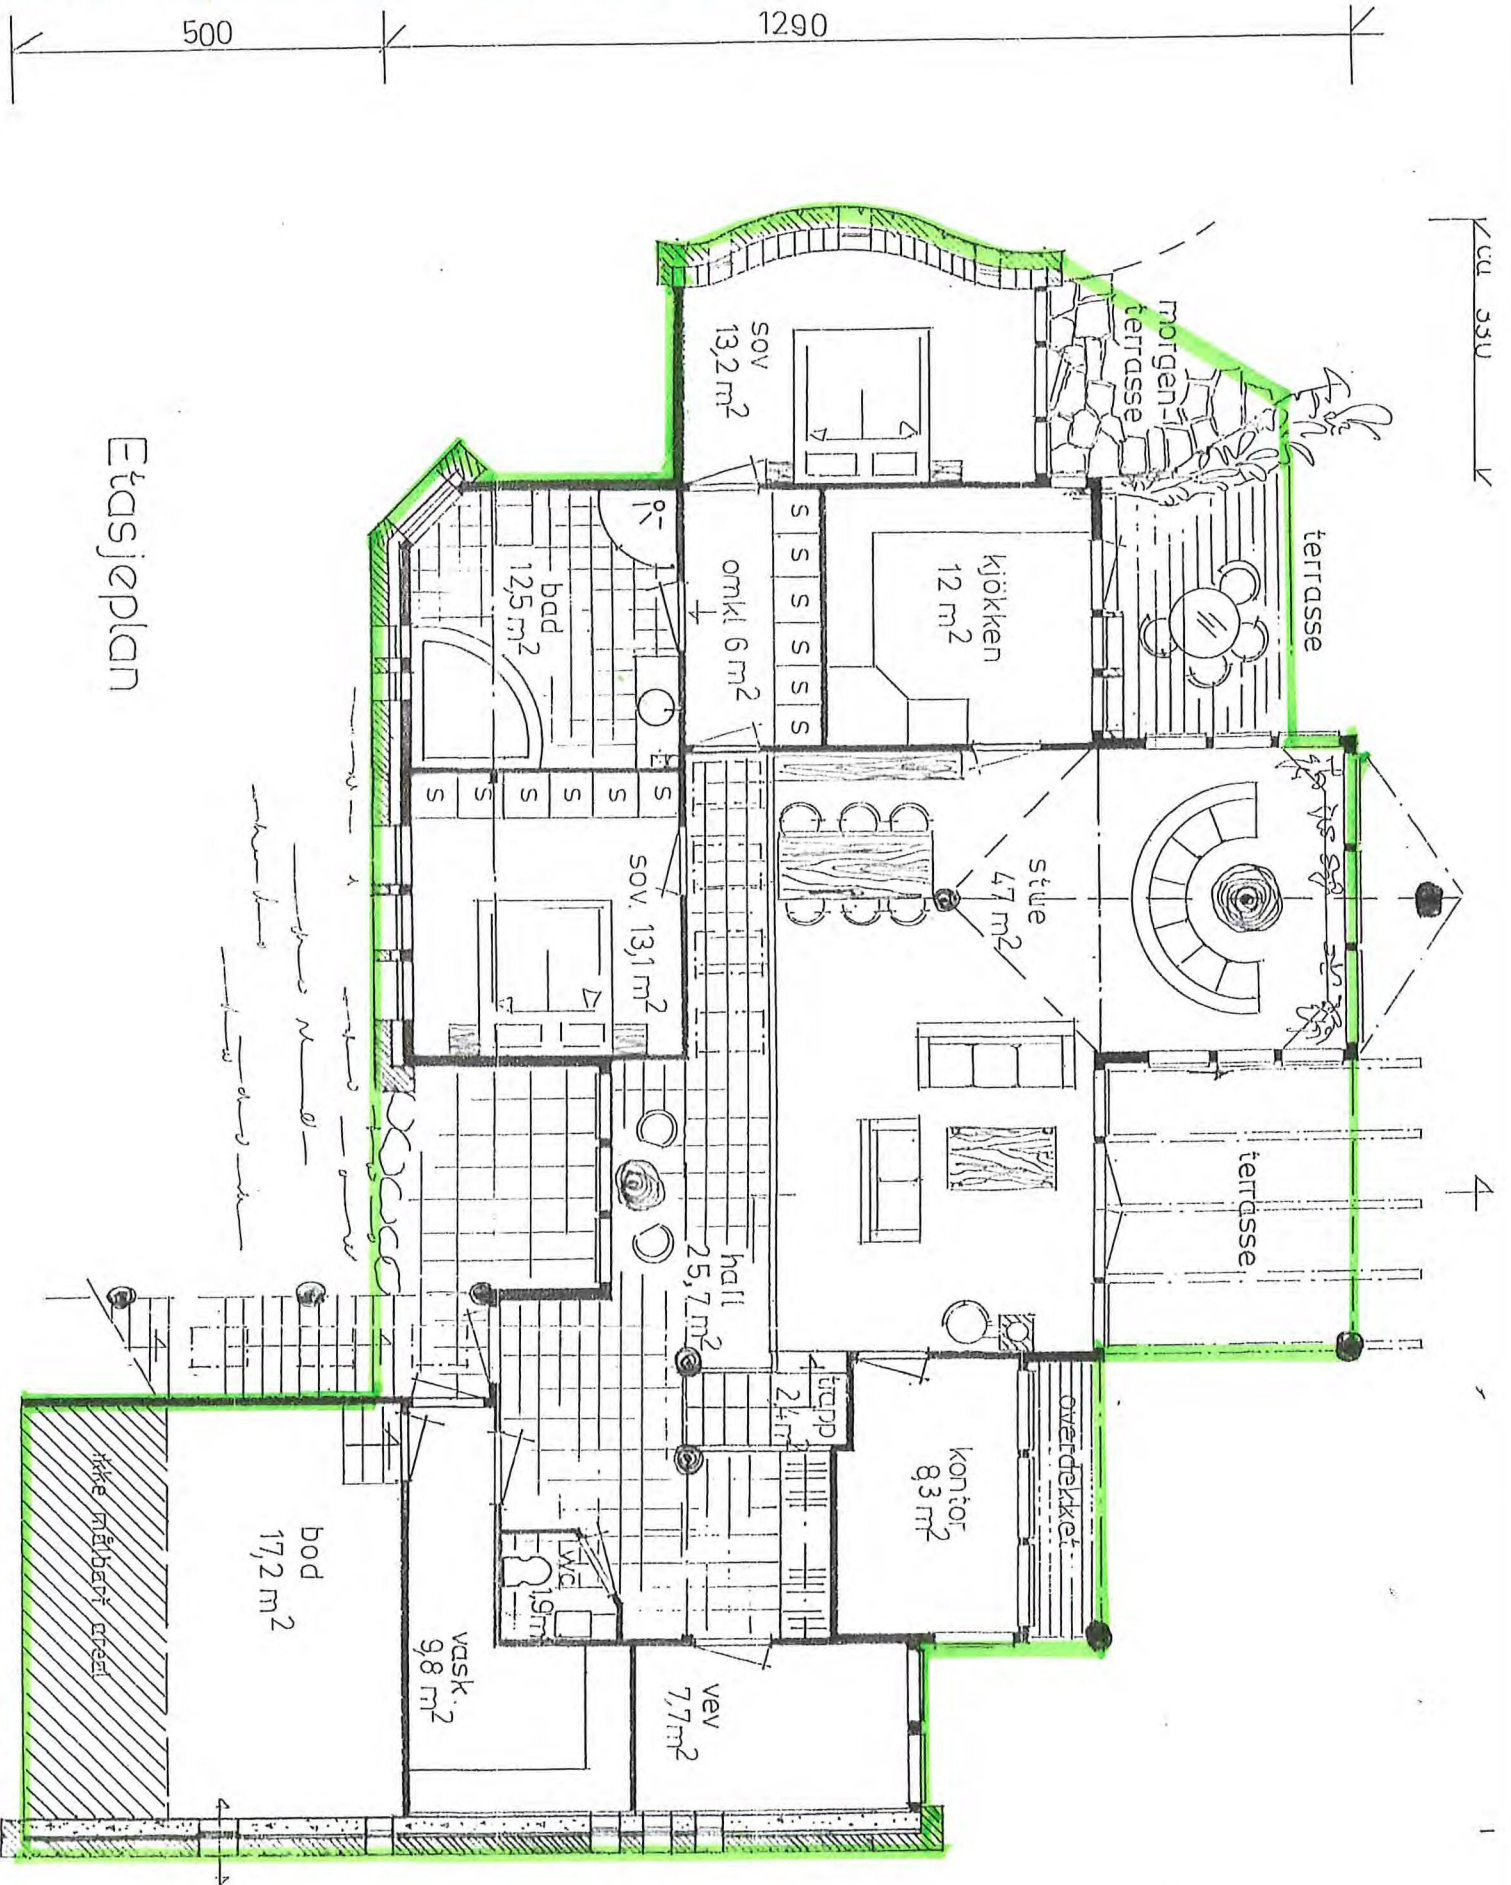 500
1290
ca 330
morgen-
terrasse
terrasse
sov
13,2 m²
kjökken
12 m²
omkl 6 m²
S
S
S
S
S
S
bad
12,5 m²
Etasjeplan
S
S
S
S
S
S
sov. 13,1 m²
stue
47 m²
terrasse
hall
25,7 m²
trapp
2,4 m²
overdekket
kontor
8,3 m²
WC
1,9 m²
bod
17,2 m²
ikke målbart areal
vask.
9,8 m²
vev
7,7 m²